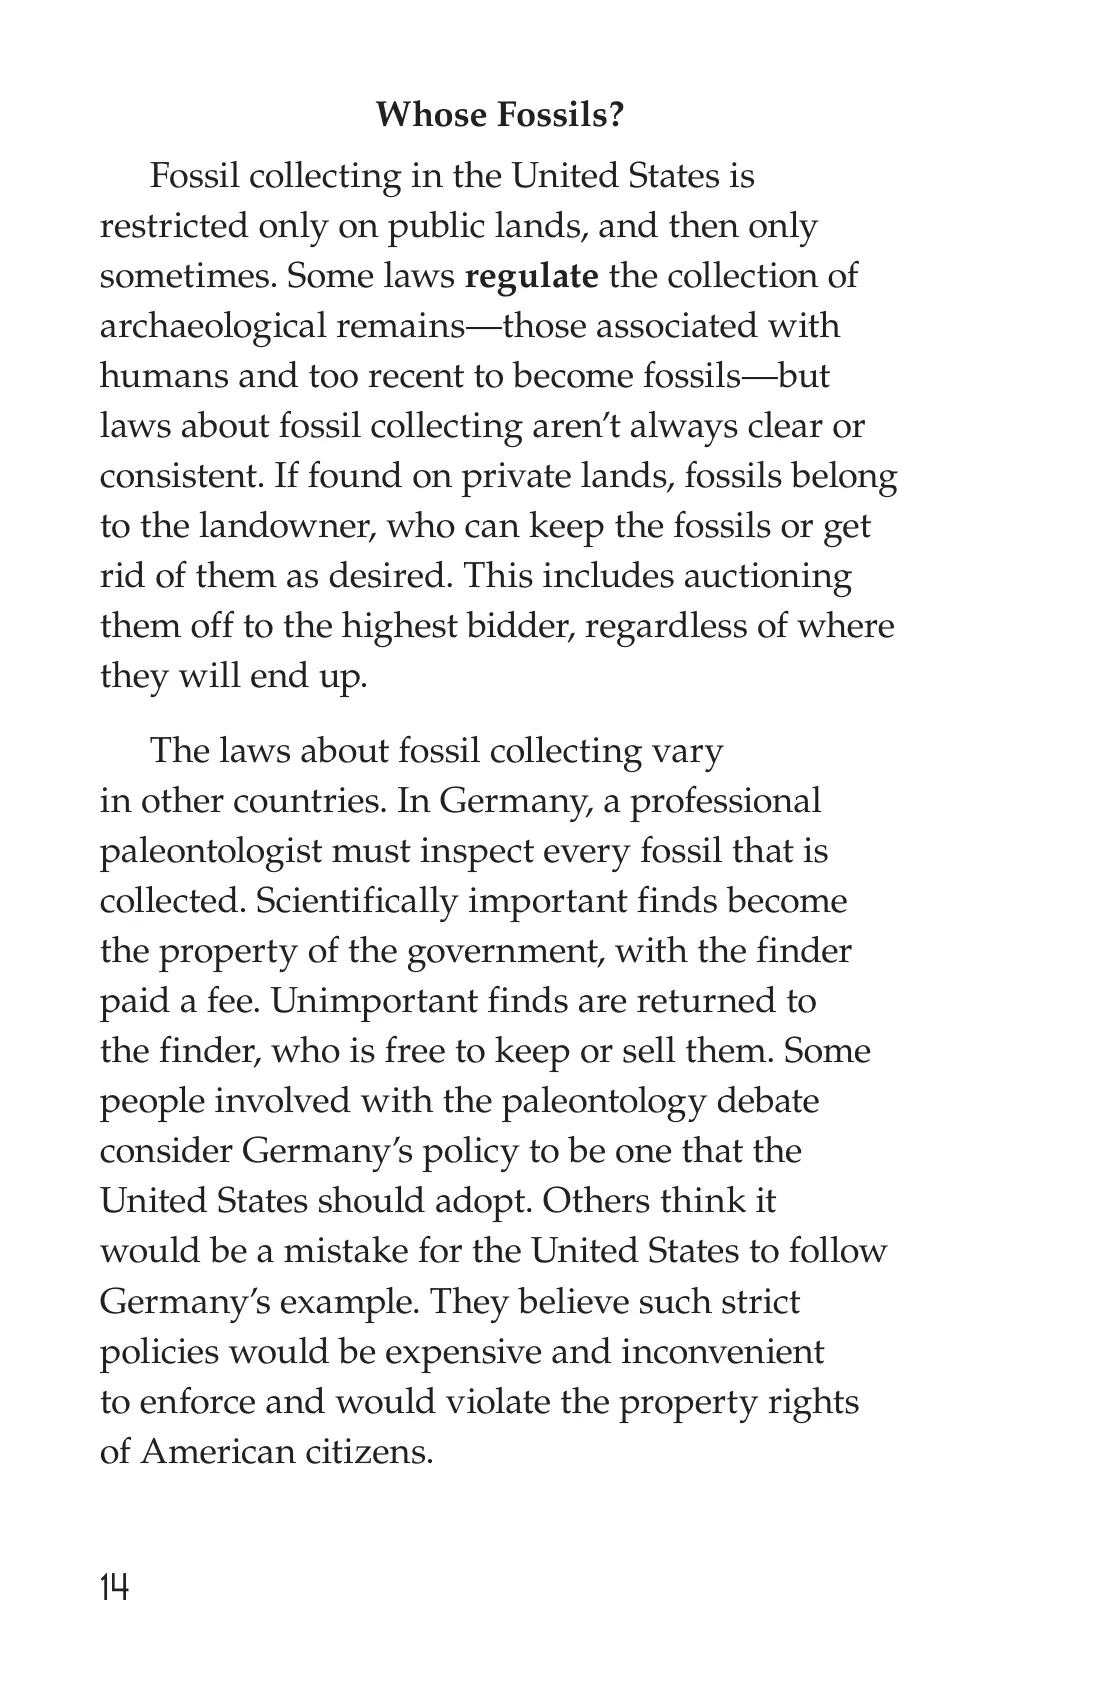 Whose Fossils?
Fossil collecting in the United States is
restricted only on public lands, and then only
sometimes. Some laws regulate the collection of
archaeological remains—those associated with
humans and too recent to become fossils—but
laws about fossil collecting aren’t always clear or
consistent. If found on private lands, fossils belong
to the landowner, who can keep the fossils or get
rid of them as desired. This includes auctioning
them off to the highest bidder, regardless of where
they will end up.
The laws about fossil collecting vary
in other countries. In Germany, a professional
paleontologist must inspect every fossil that is
collected. Scientifically important finds become
the property of the government, with the finder
paid a fee. Unimportant finds are returned to
the finder, who is free to keep or sell them. Some
people involved with the paleontology debate
consider Germany’s policy to be one that the
United States should adopt. Others think it
would be a mistake for the United States to follow
Germany’s example. They believe such strict
policies would be expensive and inconvenient
to enforce and would violate the property rights
of American citizens.
14